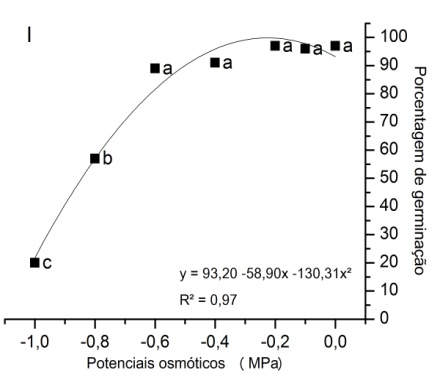 I
100
90
80
70
60
50
40
30
20
10
0
Porcentagem de germinação
a
a
a
a
a
b
c
y = 93,20 -58,90x -130,31x²
R² = 0,97
-1,0 -0,8 -0,6 -0,4 -0,2 0,0
Potenciais osmóticos ( MPa)